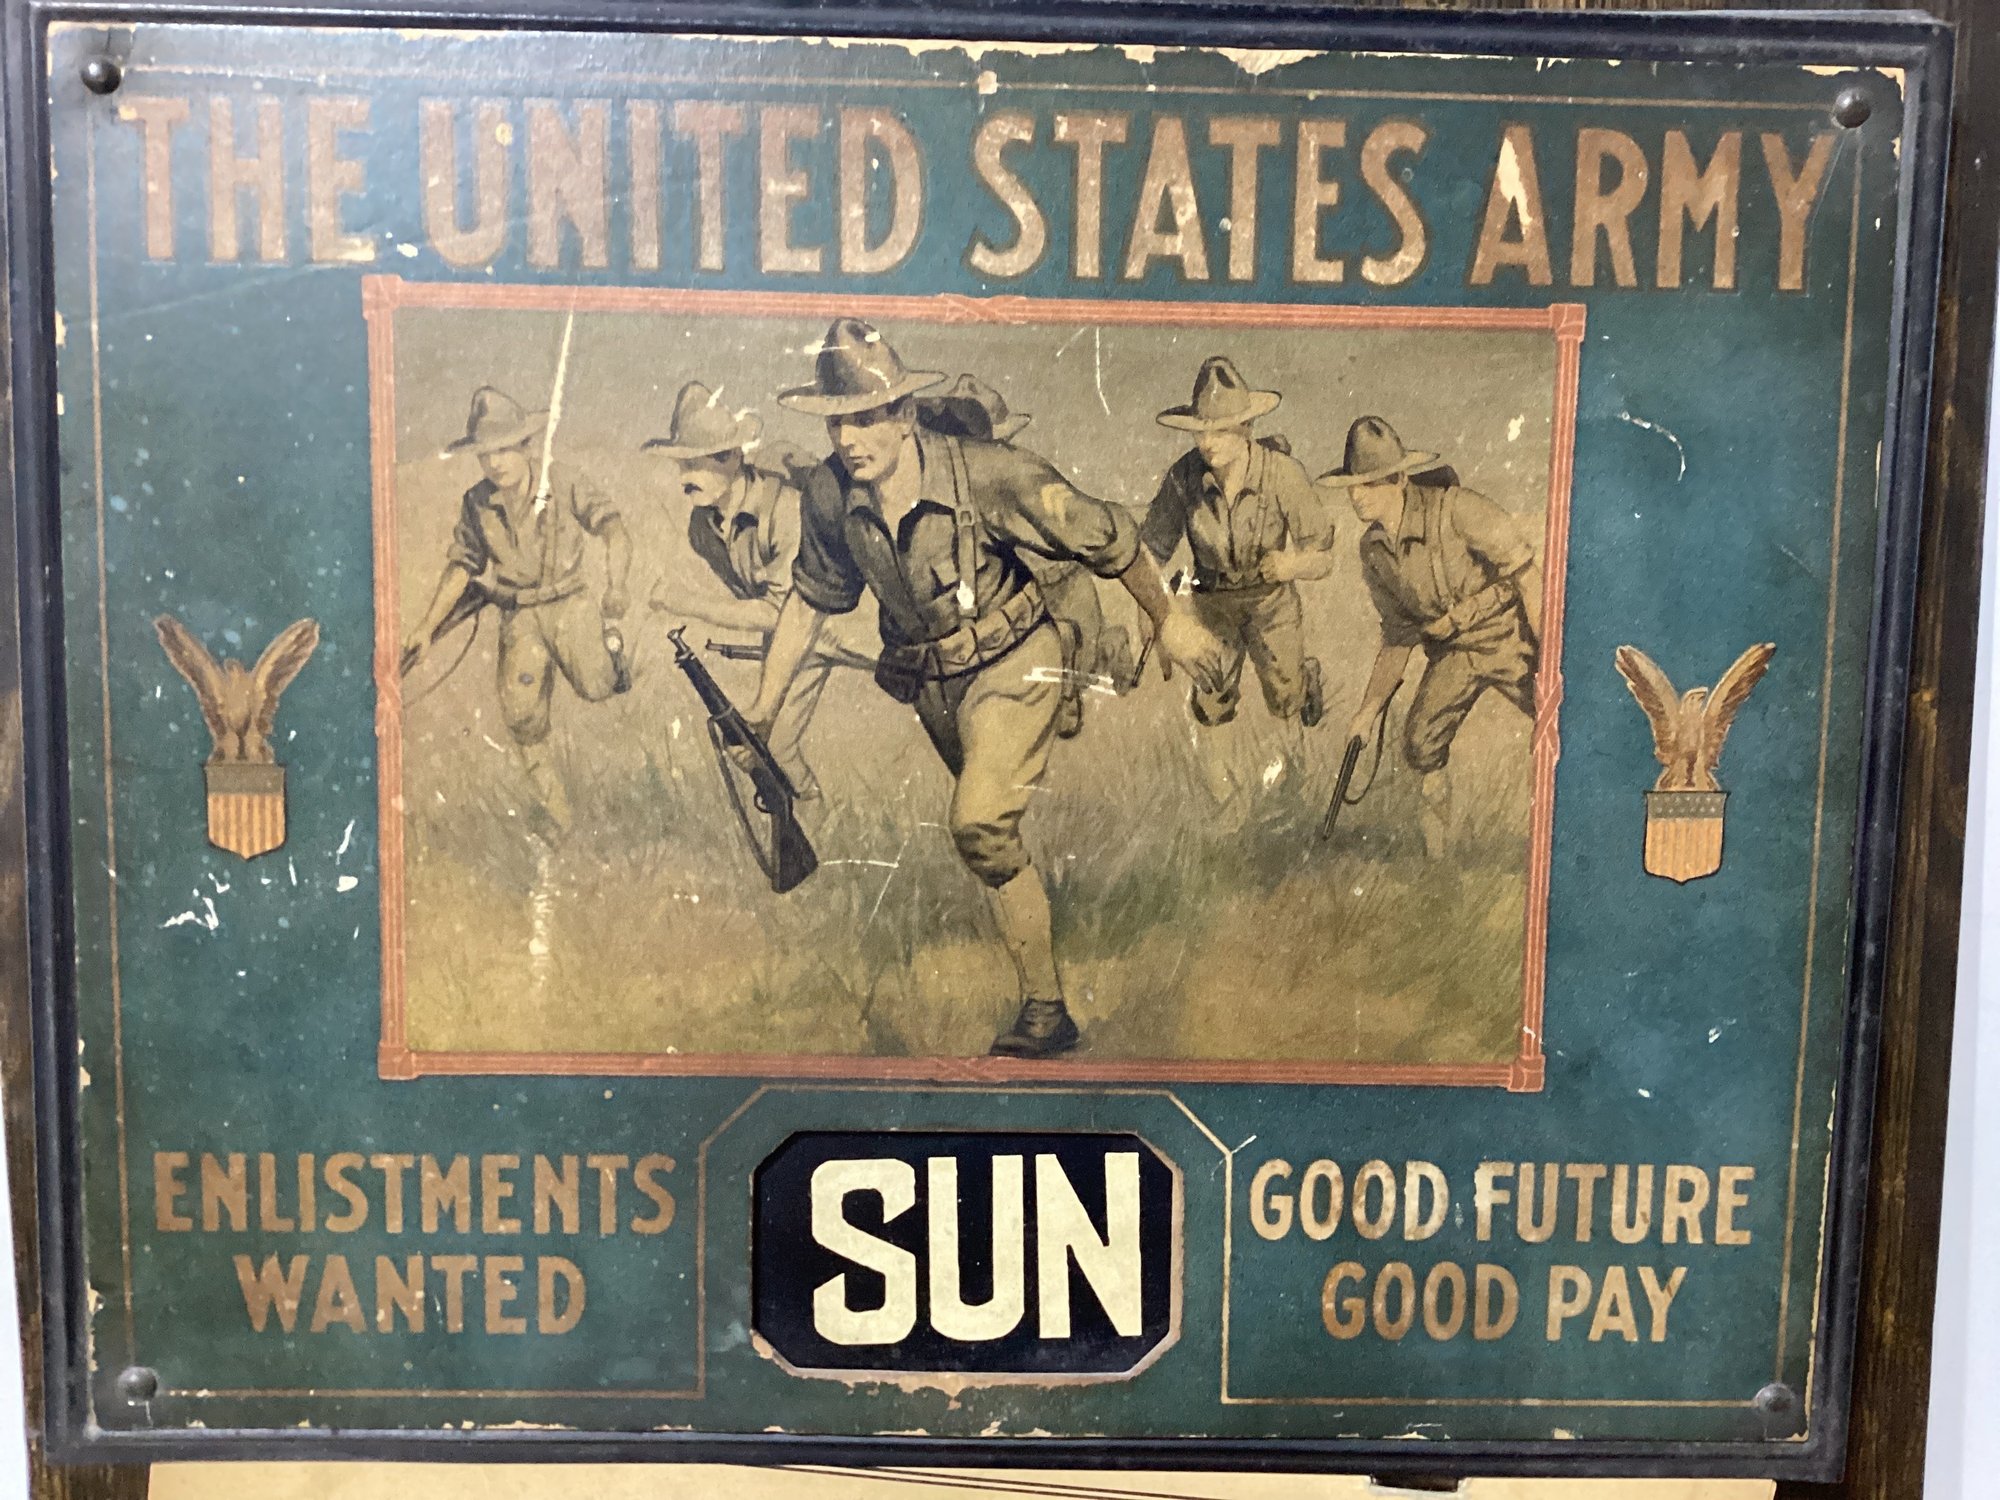 THE UNITED STATES ARMY
ENLISTMENTS
WANTED
SUN
GOOD FUTURE
GOOD PAY